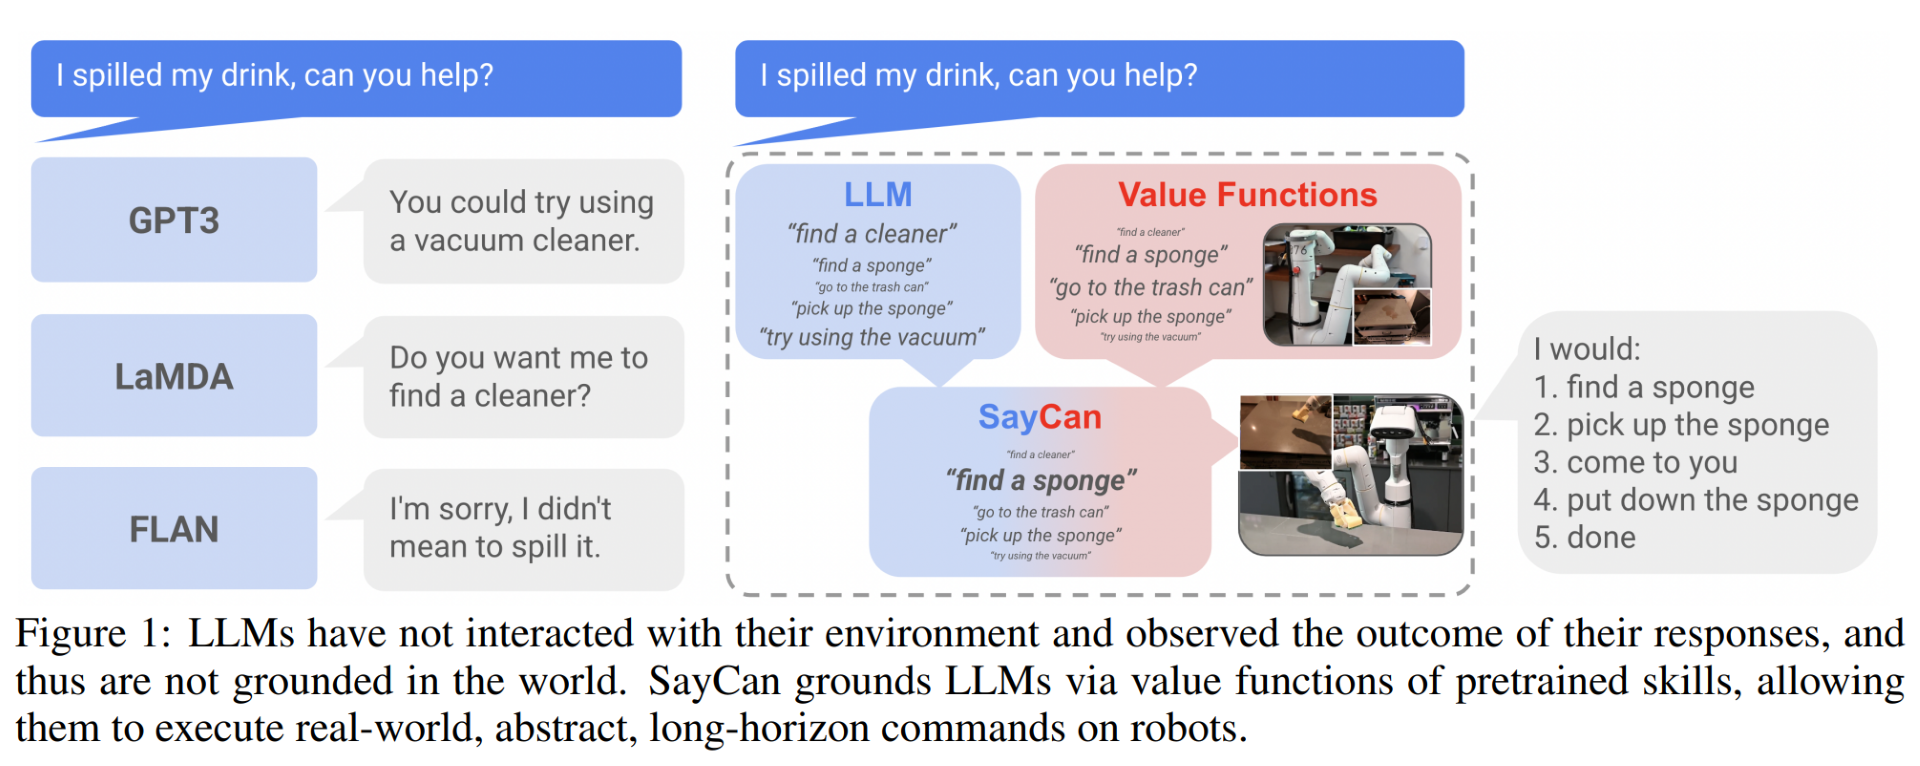 I spilled my drink, can you help?
GPT3
You could try using
a vacuum cleaner.
LaMDA
Do you want me to
find a cleaner?
FLAN
I'm sorry, I didn't
mean to spill it.
I spilled my drink, can you help?
LLM
“find a cleaner”
“find a sponge”
“go to the trash can”
“pick up the sponge”
“try using the vacuum”
Value Functions
“find a cleaner”
“find a sponge”
“go to the trash can”
“pick up the sponge”
“try using the vacuum”
76
SayCan
“find a cleaner”
“find a sponge”
“go to the trash can”
“pick up the sponge”
“try using the vacuum”
I would:
1. find a sponge
2. pick up the sponge
3. come to you
4. put down the sponge
5. done
Figure 1: LLMs have not interacted with their environment and observed the outcome of their responses, and
thus are not grounded in the world. SayCan grounds LLMs via value functions of pretrained skills, allowing
them to execute real-world, abstract, long-horizon commands on robots.